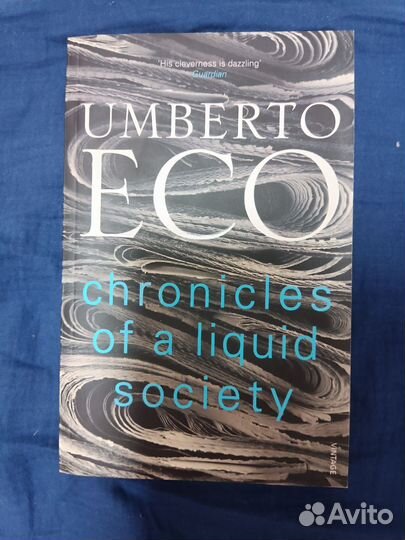 'His cleverness is dazzling'
Guardian
UMBERTO
ECO
chronicles
of a liquid
society
VINTAGE
Avito